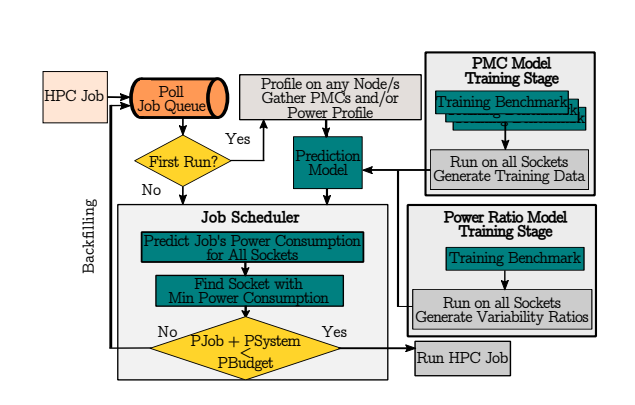 HPC Job
Poll
Job Queue
Profile on any Node/s
Gather PMCs and/or
Power Profile
Yes
First Run?
No
Prediction
Model
PMC Model
Training Stage
Training Benchmark
Run on all Sockets
Generate Training Data
Job Scheduler
Predict Job's Power Consumption
for All Sockets
Find Socket with
Min Power Consumption
No
Yes
PJob + PSystem
<
PBudget
Backfilling
Power Ratio Model
Training Stage
Training Benchmark
Run on all Sockets
Generate Variability Ratios
Run HPC Job